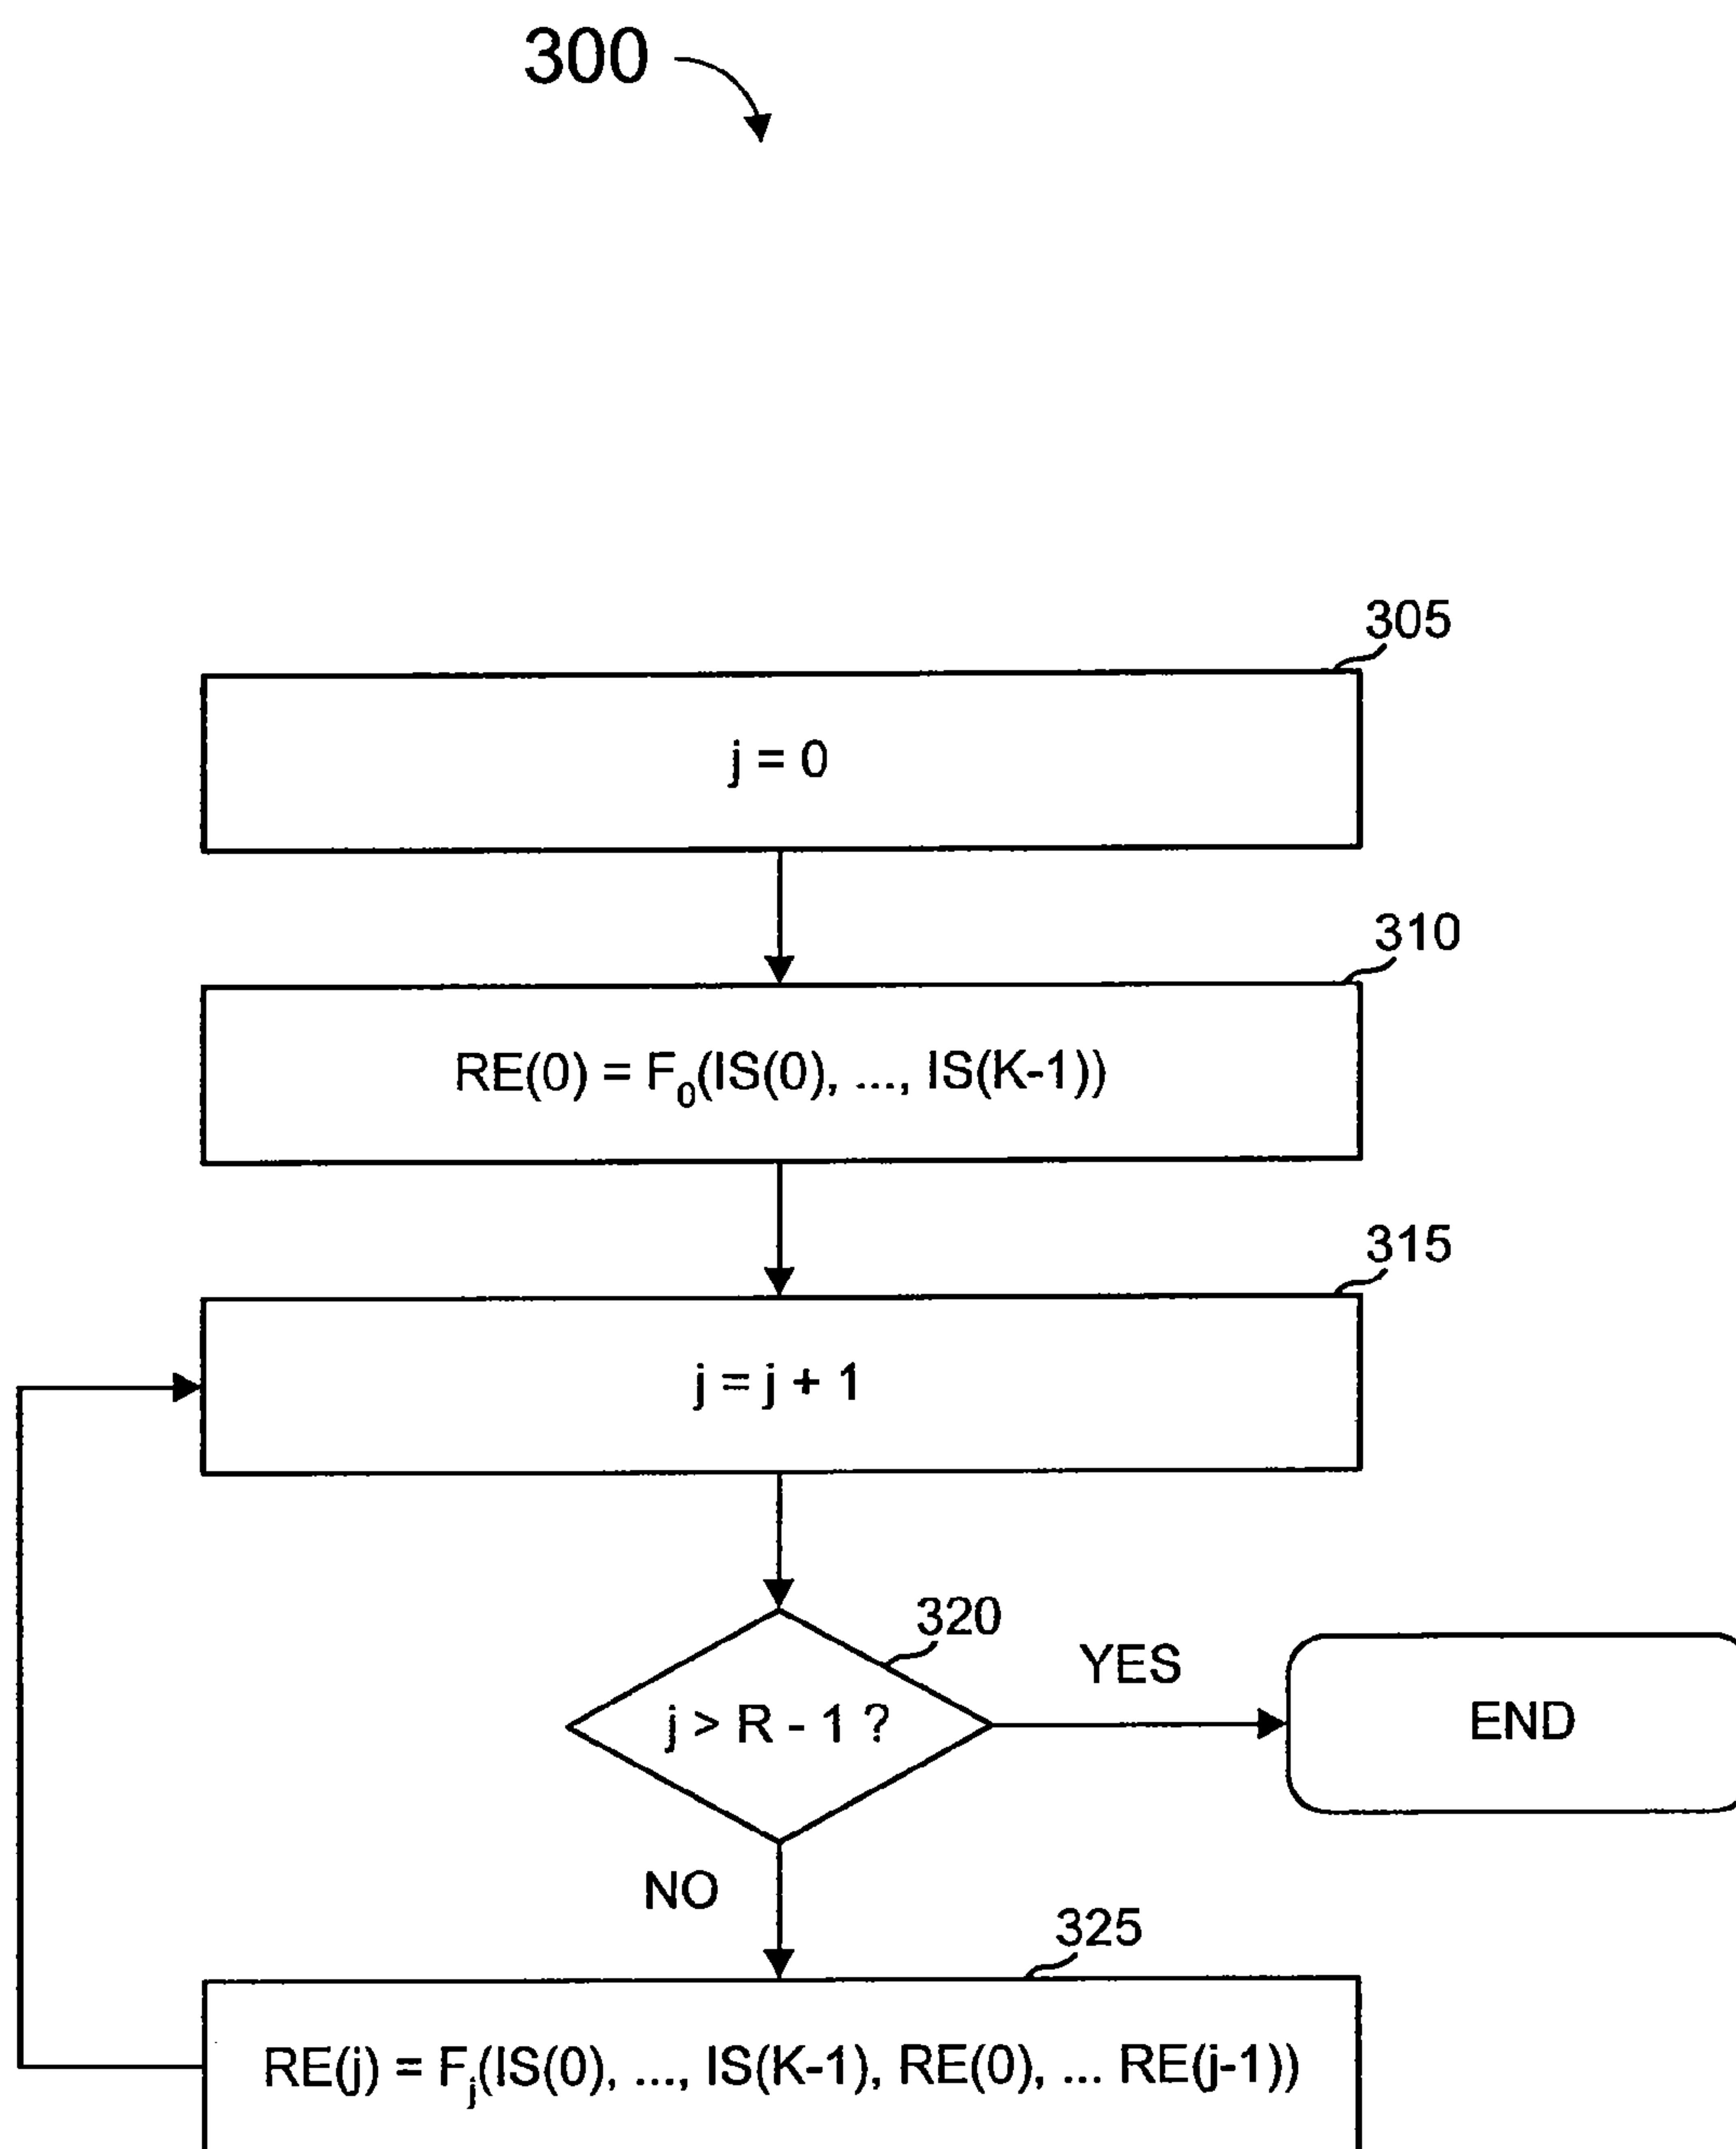 300
305
j = 0
310
RE(0) = F₀(IS(0), ..., IS(K-1))
315
j = j + 1
320
j > R - 1 ?
YES
END
NO
325
RE(j) = Fⱼ(IS(0), ..., IS(K-1), RE(0), ... RE(j-1))